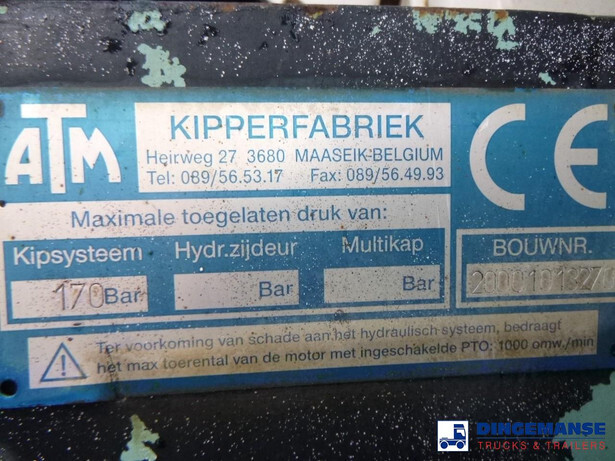 ATM
KIPPERFABRIEK
Heirweg 27 3680 MAASEIK-BELGIUM
Tel: 089/56.53.17 Fax: 089/56.49.93
CE
Maximale toegelaten druk van:
Kipsysteem Hydr.zijdeur Multikap BOUWNR.
170 Bar Bar Bar
Ter voorkoming van schade aan het hydraulisch systeem, bedraagt
het max toerental van de motor met ingeschakelde PTO: 1000 omw./min
DINGEMANSE
TRUCKS & TRAILERS